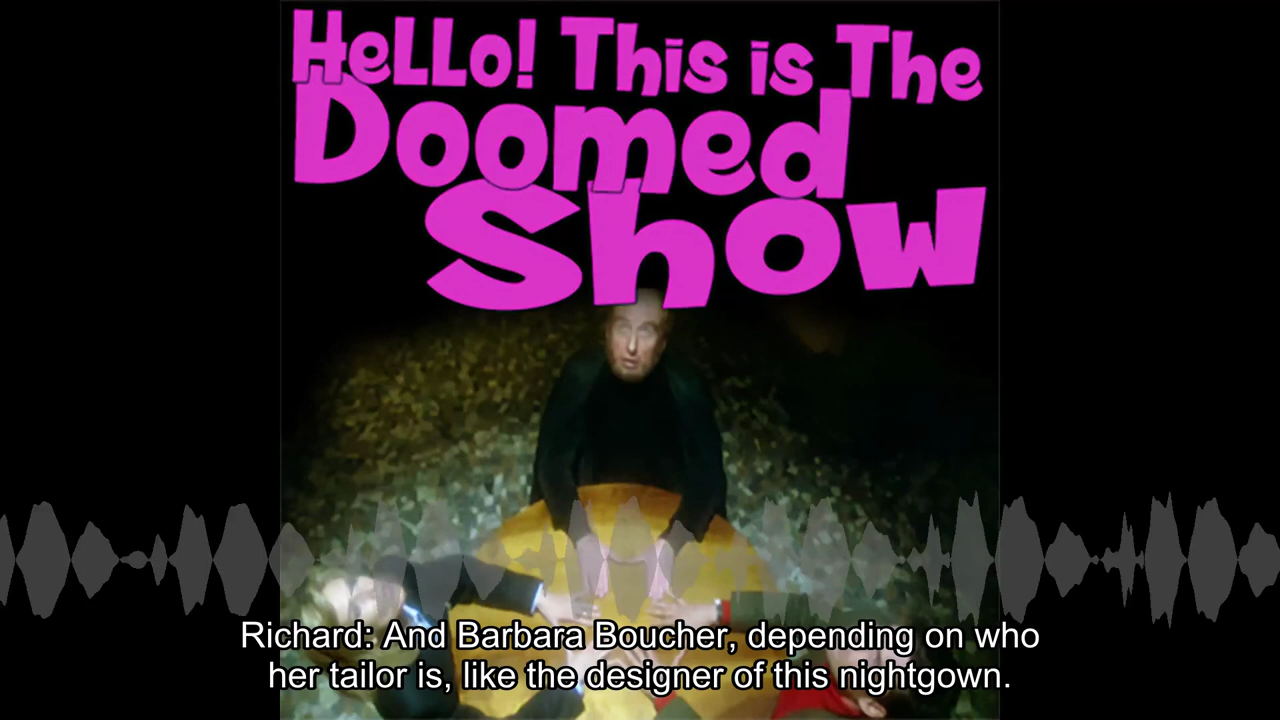 HeLLo! This is The
Doomed
Show
Richard: And Barbara Boucher, depending on who
her tailor is, like the designer of this nightgown.